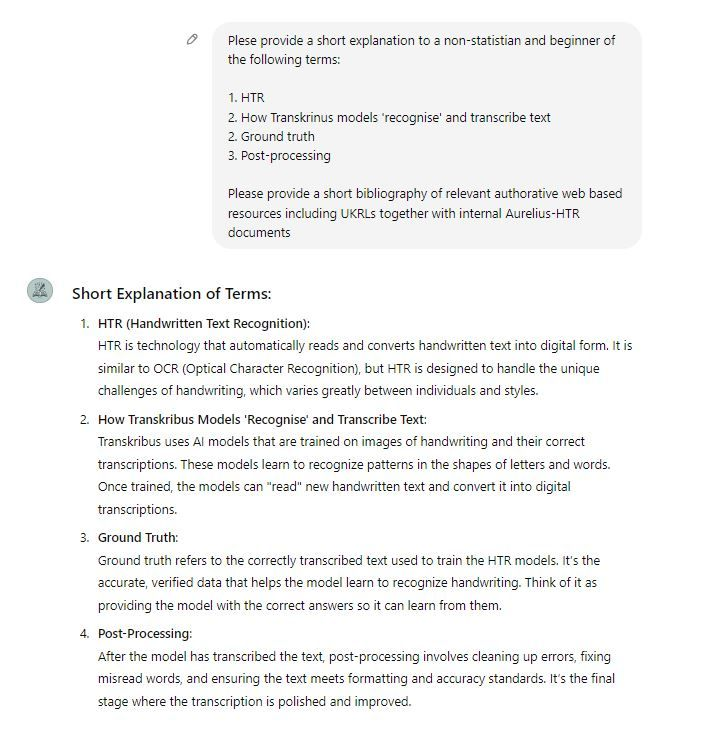 Plese provide a short explanation to a non-statistian and beginner of
the following terms:
1. HTR
2. How Transkrinus models 'recognise' and transcribe text
2. Ground truth
3. Post-processing
Please provide a short bibliography of relevant authorative web based
resources including UKRLs together with internal Aurelius-HTR
documents
Short Explanation of Terms:
1. HTR (Handwritten Text Recognition):
HTR is technology that automatically reads and converts handwritten text into digital form. It is
similar to OCR (Optical Character Recognition), but HTR is designed to handle the unique
challenges of handwriting, which varies greatly between individuals and styles.
2. How Transkribus Models 'Recognise' and Transcribe Text:
Transkribus uses AI models that are trained on images of handwriting and their correct
transcriptions. These models learn to recognize patterns in the shapes of letters and words.
Once trained, the models can "read" new handwritten text and convert it into digital
transcriptions.
3. Ground Truth:
Ground truth refers to the correctly transcribed text used to train the HTR models. It's the
accurate, verified data that helps the model learn to recognize handwriting. Think of it as
providing the model with the correct answers so it can learn from them.
4. Post-Processing:
After the model has transcribed the text, post-processing involves cleaning up errors, fixing
misread words, and ensuring the text meets formatting and accuracy standards. It's the final
stage where the transcription is polished and improved.